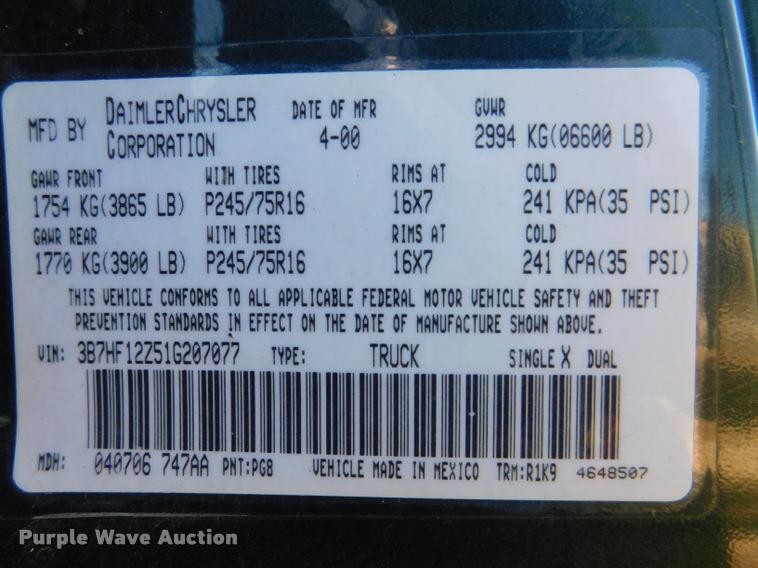 MFD BY DAIMLERCHRYSLER CORPORATION DATE OF MFR 4-00 GVWR 2994 KG(06600 LB)
GAWR FRONT WITH TIRES RIMS AT COLD
1754 KG(3865 LB) P245/75R16 16X7 241 KPA(35 PSI)
GAWR REAR WITH TIRES RIMS AT COLD
1770 KG(3900 LB) P245/75R16 16X7 241 KPA(35 PSI)
THIS VEHICLE CONFORMS TO ALL APPLICABLE FEDERAL MOTOR VEHICLE SAFETY AND THEFT
PREVENTION STANDARDS IN EFFECT ON THE DATE OF MANUFACTURE SHOWN ABOVE.
VIN: 3B7HF12Z51G207077 TYPE: TRUCK SINGLE X DUAL
MDH: 040706 747AA PNT:PG8 VEHICLE MADE IN MEXICO TRM:R1K9 4648507
Purple Wave Auction